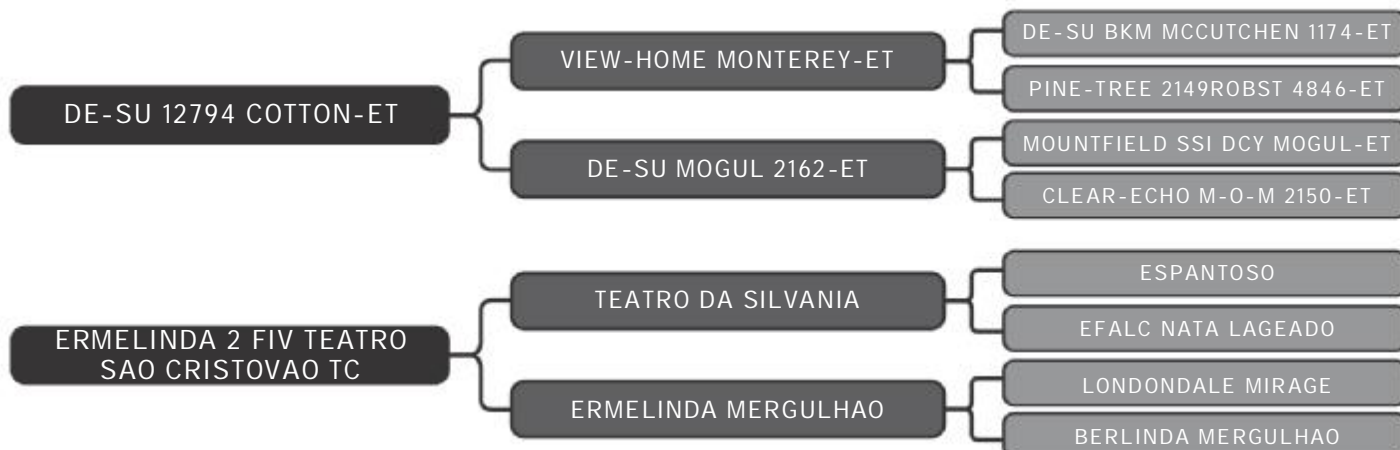 DE-SU 12794 COTTON-ET
VIEW-HOME MONTEREY-ET
DE-SU BKM MCCUTCHEN 1174-ET
PINE-TREE 2149ROBST 4846-ET
DE-SU MOGUL 2162-ET
MOUNTFIELD SSI DCY MOGUL-ET
CLEAR-ECHO M-O-M 2150-ET
ERMELINDA 2 FIV TEATRO
SAO CRISTOVAO TC
TEATRO DA SILVANIA
ESPANTOSO
EFALC NATA LAGEADO
ERMELINDA MERGULHAO
LONDONDALE MIRAGE
BERLINDA MERGULHAO